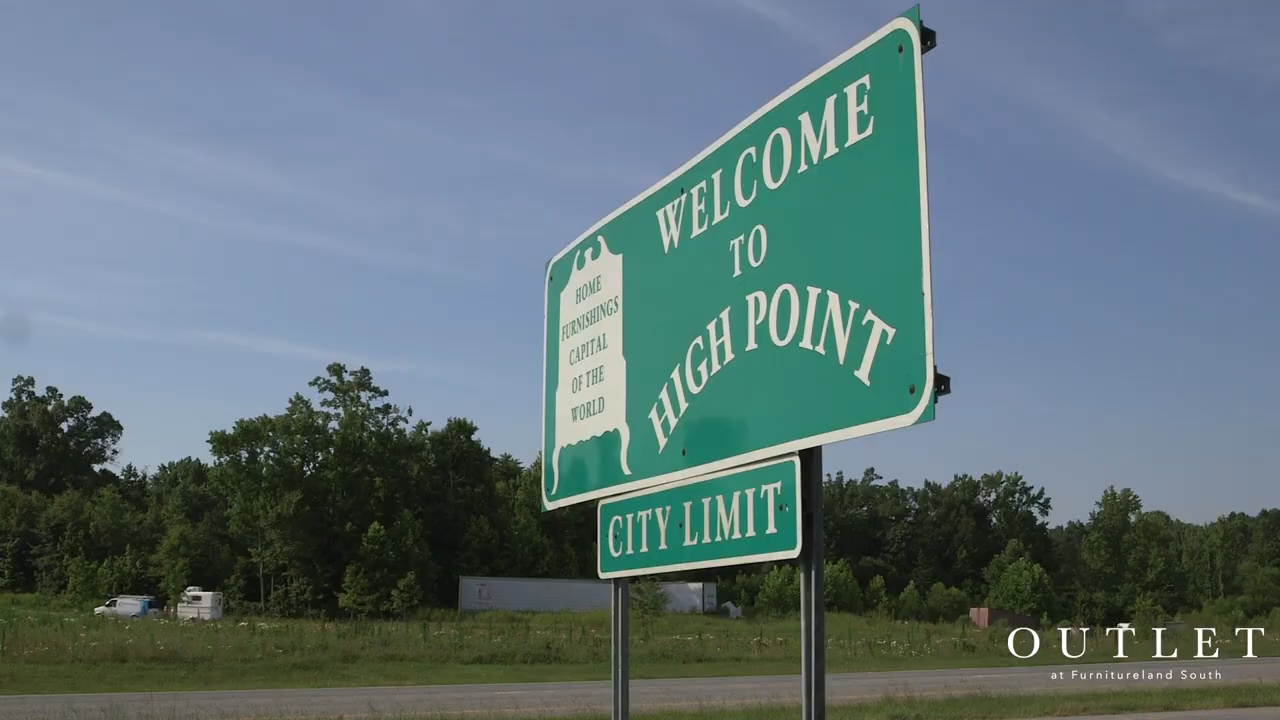 WELCOME
TO
HIGH POINT
HOME
FURNISHINGS
CAPITAL
OF THE
WORLD
CITY LIMIT
OUTLET
at Furnitureland South